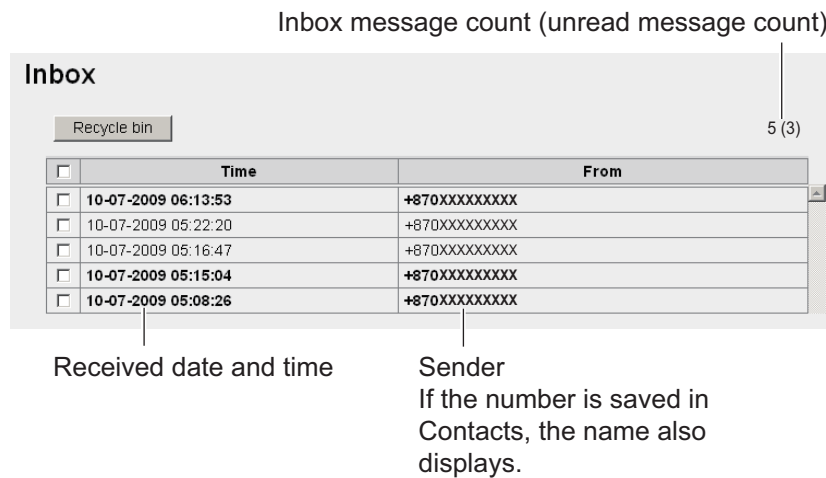 Inbox message count (unread message count)
Inbox
Recycle bin
5 (3)
Time From
10-07-2009 06:13:53 +870XXXXXXXXX
10-07-2009 05:22:20 +870XXXXXXXXX
10-07-2009 05:16:47 +870XXXXXXXXX
10-07-2009 05:15:04 +870XXXXXXXXX
10-07-2009 05:08:26 +870XXXXXXXXX
Received date and time
Sender
If the number is saved in
Contacts, the name also
displays.